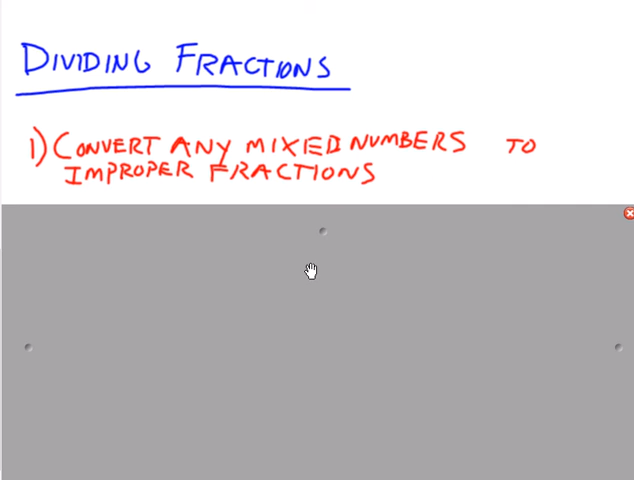 DIVIDING FRACTIONS
1) CONVERT ANY MIXED NUMBERS TO
IMPROPER FRACTIONS